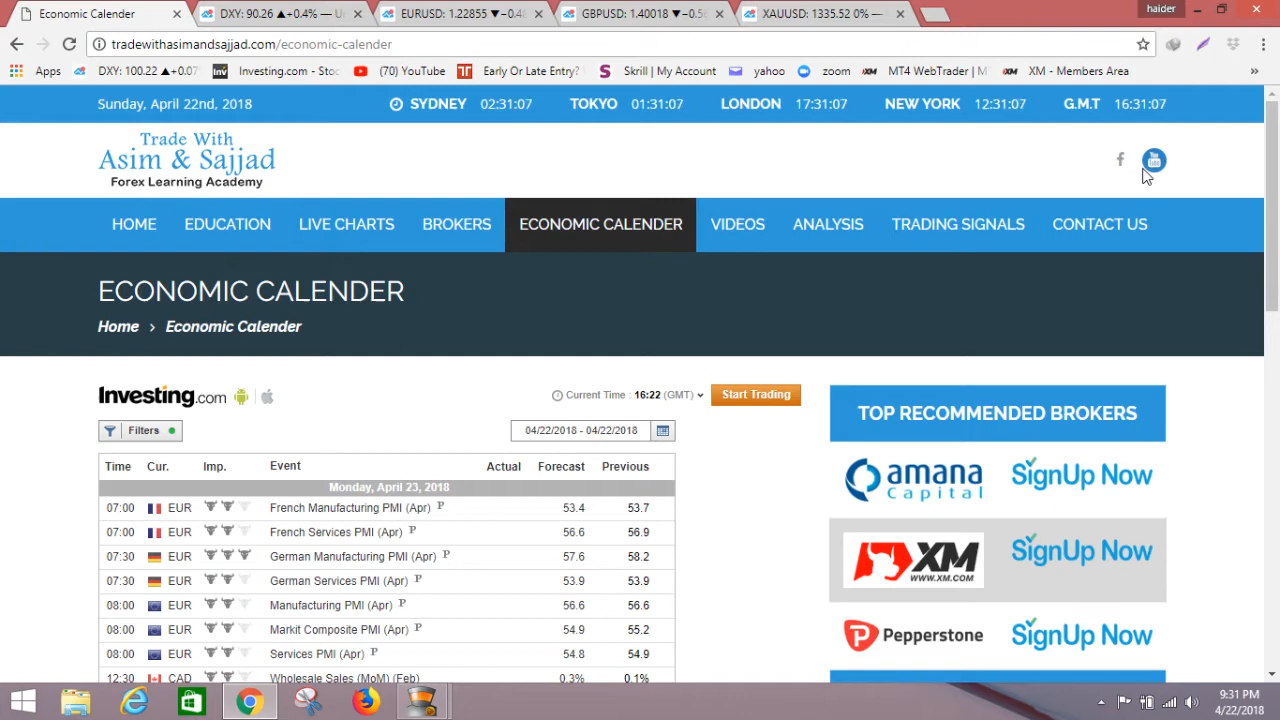 Economic Calender
DXY: 90.26 ▲+0.4% — U
EURUSD: 1.22855 ▼−0.4
GBPUSD: 1.40018 ▼−0.5
XAUUSD: 1335.52 0% —
haider
tradewithasimandsajjad.com/economic-calender
Apps
DXY: 100.22 ▲+0.07
Investing.com - Stoc
(70) YouTube
Early Or Late Entry?
Skrill | My Account
yahoo
zoom
MT4 WebTrader | M
XM - Members Area
»
Sunday, April 22nd, 2018
SYDNEY 02:31:07
TOKYO 01:31:07
LONDON 17:31:07
NEW YORK 12:31:07
G.M.T 16:31:07
Trade With
Asim & Sajjad
Forex Learning Academy
HOME
EDUCATION
LIVE CHARTS
BROKERS
ECONOMIC CALENDER
VIDEOS
ANALYSIS
TRADING SIGNALS
CONTACT US
ECONOMIC CALENDER
Home > Economic Calender
Investing.com
Current Time : 16:22 (GMT)
Start Trading
Filters
04/22/2018 - 04/22/2018
Time Cur. Imp. Event Actual Forecast Previous
Monday, April 23, 2018
07:00 EUR French Manufacturing PMI (Apr) P 53.4 53.7
07:00 EUR French Services PMI (Apr) P 56.6 56.9
07:30 EUR German Manufacturing PMI (Apr) P 57.6 58.2
07:30 EUR German Services PMI (Apr) P 53.9 53.9
08:00 EUR Manufacturing PMI (Apr) P 56.6 56.6
08:00 EUR Markit Composite PMI (Apr) P 54.9 55.2
08:00 EUR Services PMI (Apr) P 54.8 54.9
12:30 CAD Wholesale Sales (MoM) (Feb) 0.3% 0.1%
TOP RECOMMENDED BROKERS
amana
Capital
SignUp Now
XM
WWW.XM.COM
SignUp Now
Pepperstone
SignUp Now
9:31 PM
4/22/2018